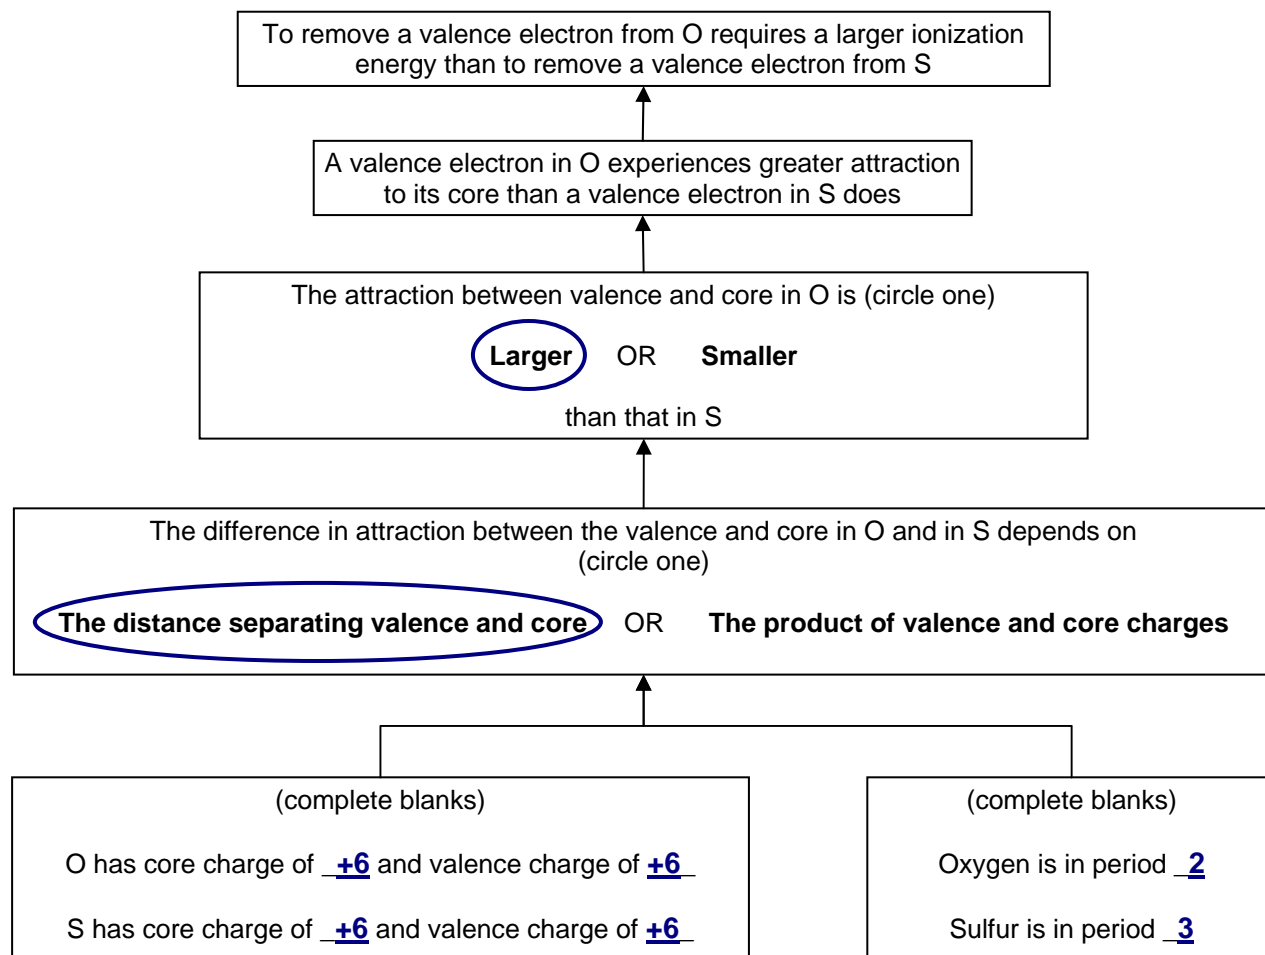 To remove a valence electron from O requires a larger ionization
energy than to remove a valence electron from S
A valence electron in O experiences greater attraction
to its core than a valence electron in S does
The attraction between valence and core in O is (circle one)
Larger OR Smaller
than that in S
The difference in attraction between the valence and core in O and in S depends on
(circle one)
The distance separating valence and core OR The product of valence and core charges
(complete blanks)
O has core charge of _+6 and valence charge of +6_
S has core charge of _+6 and valence charge of +6_
(complete blanks)
Oxygen is in period _2
Sulfur is in period _3